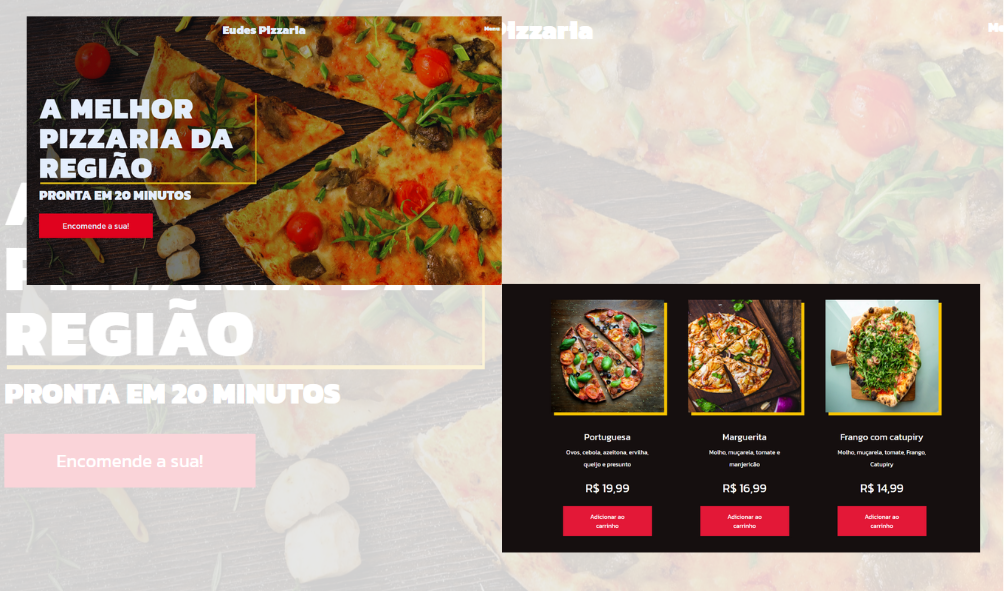 Eudes Pizzaria
Menu
Pizzaria
A MELHOR
PIZZARIA DA
REGIÃO
PRONTA EM 20 MINUTOS
Encomende a sua!
REGIÃO
PRONTA EM 20 MINUTOS
Encomende a sua!
Portuguesa
Ovos, cebola, azeitona, ervilha,
queijo e presunto
R$ 19,99
Adicionar ao
carrinho
Marguerita
Molho, muçarela, tomate e
manjericão
R$ 16,99
Adicionar ao
carrinho
Frango com catupiry
Molho, muçarela, tomate, Frango,
Catupiry
R$ 14,99
Adicionar ao
carrinho